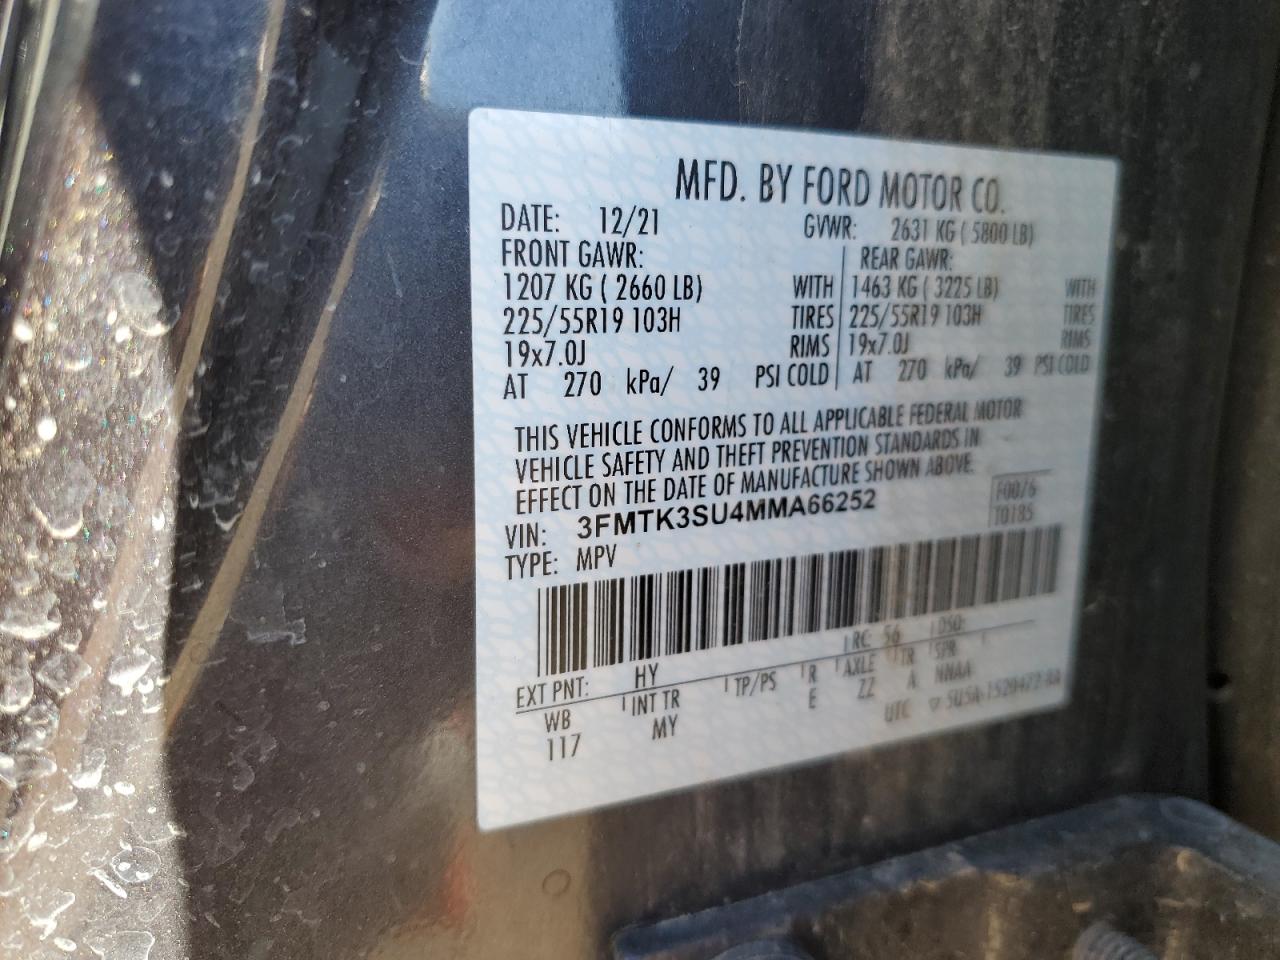 MFD. BY FORD MOTOR CO.
DATE: 12/21 GVWR: 2631 KG ( 5800 LB)
FRONT GAWR: REAR GAWR:
1207 KG ( 2660 LB) WITH 1463 KG ( 3225 LB) WITH
225/55R19 103H TIRES 225/55R19 103H TIRES
19x7.0J RIMS 19x7.0J RIMS
AT 270 kPa/ 39 PSI COLD AT 270 kPa/ 39 PSI COLD
THIS VEHICLE CONFORMS TO ALL APPLICABLE FEDERAL MOTOR
VEHICLE SAFETY AND THEFT PREVENTION STANDARDS IN
EFFECT ON THE DATE OF MANUFACTURE SHOWN ABOVE.
VIN: 3FMTK3SU4MMA66252 F0076
TYPE: MPV T0185
EXT PNT: HY RC: 56 DSO:
WB INT TR TP/PS R AXLE TR SPR
117 MY E ZZ A NNAA
UTC ▽ 5U5A-1520472-BA